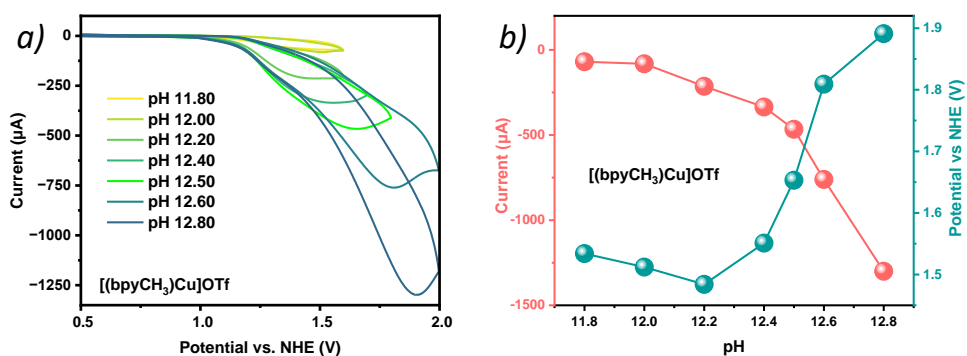 a)
Current (µA)
0
−250
−500
−750
−1000
−1250
pH 11.80
pH 12.00
pH 12.20
pH 12.40
pH 12.50
pH 12.60
pH 12.80
[(bpyCH3)Cu]OTf
0.5
1.0
1.5
2.0
Potential vs. NHE (V)
b)
Current (µA)
0
-500
-1000
-1500
[(bpyCH3)Cu]OTf
11.8
12.0
12.2
12.4
12.6
12.8
pH
1.9
1.8
1.7
1.6
1.5
Potential vs NHE (V)